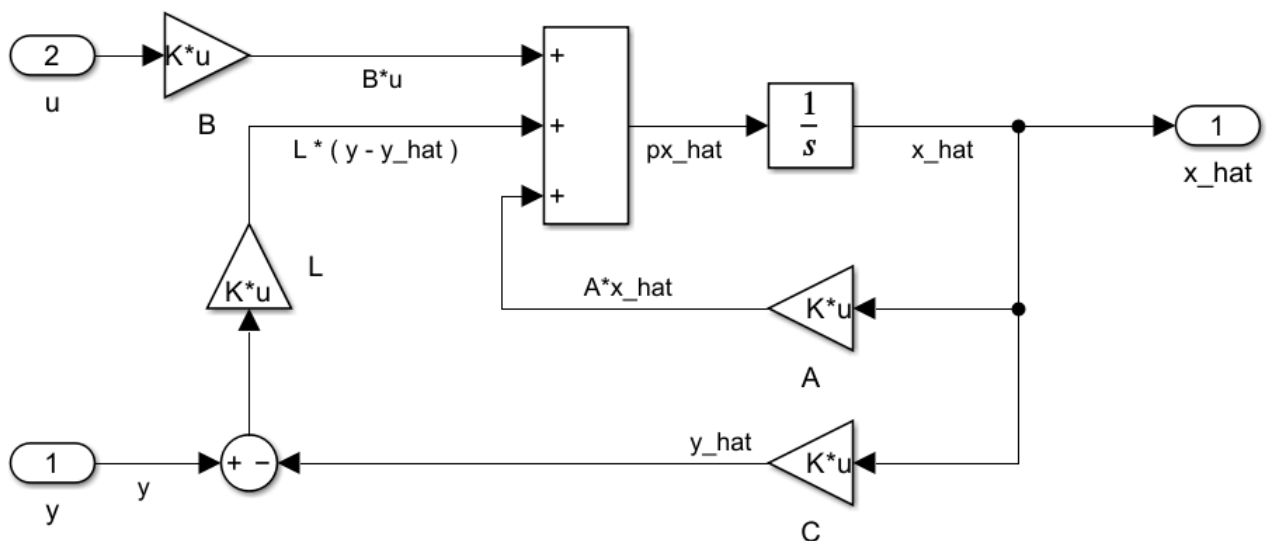 2
u
K*u
B
B*u
+
+
+
L * ( y - y_hat )
px_hat
1
s
x_hat
1
x_hat
K*u
L
A*x_hat
K*u
A
1
y
y
+ −
y_hat
K*u
C